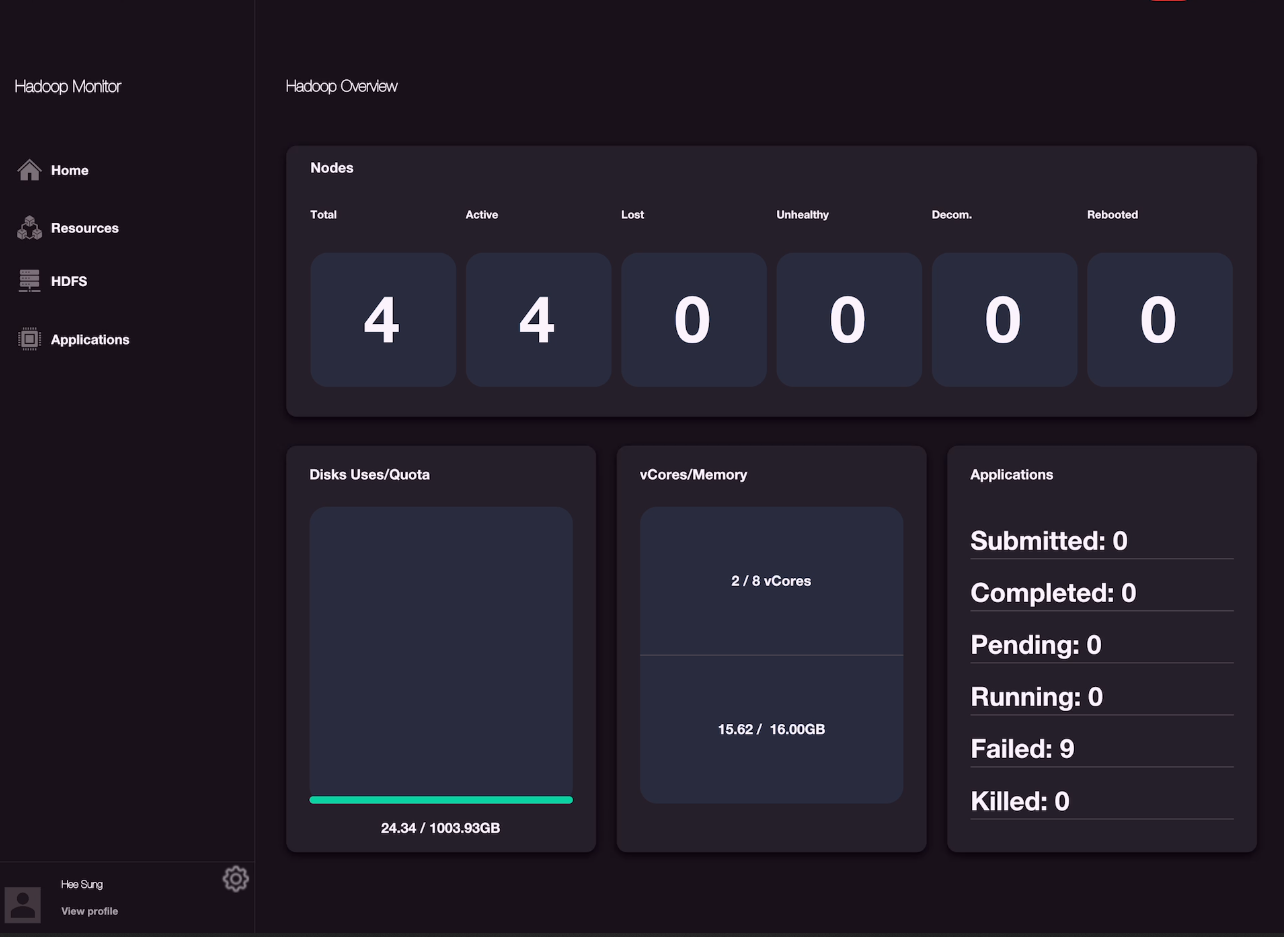 Hadoop Monitor
Hadoop Overview
Home
Resources
HDFS
Applications
Nodes
Total Active Lost Unhealthy Decom. Rebooted
4 4 0 0 0 0
Disks Uses/Quota
24.34 / 1003.93GB
vCores/Memory
2 / 8 vCores
15.62 / 16.00GB
Applications
Submitted: 0
Completed: 0
Pending: 0
Running: 0
Failed: 9
Killed: 0
Hee Sung
View profile